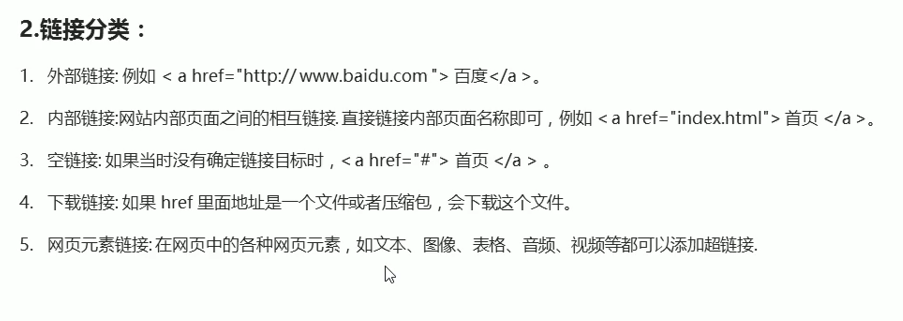 2.链接分类：
1. 外部链接: 例如 < a href="http:// www.baidu.com "> 百度</a >。
2. 内部链接:网站内部页面之间的相互链接. 直接链接内部页面名称即可，例如 < a href="index.html"> 首页 </a >。
3. 空链接: 如果当时没有确定链接目标时，< a href="#"> 首页 </a > 。
4. 下载链接: 如果 href 里面地址是一个文件或者压缩包，会下载这个文件。
5. 网页元素链接: 在网页中的各种网页元素，如文本、图像、表格、音频、视频等都可以添加超链接.